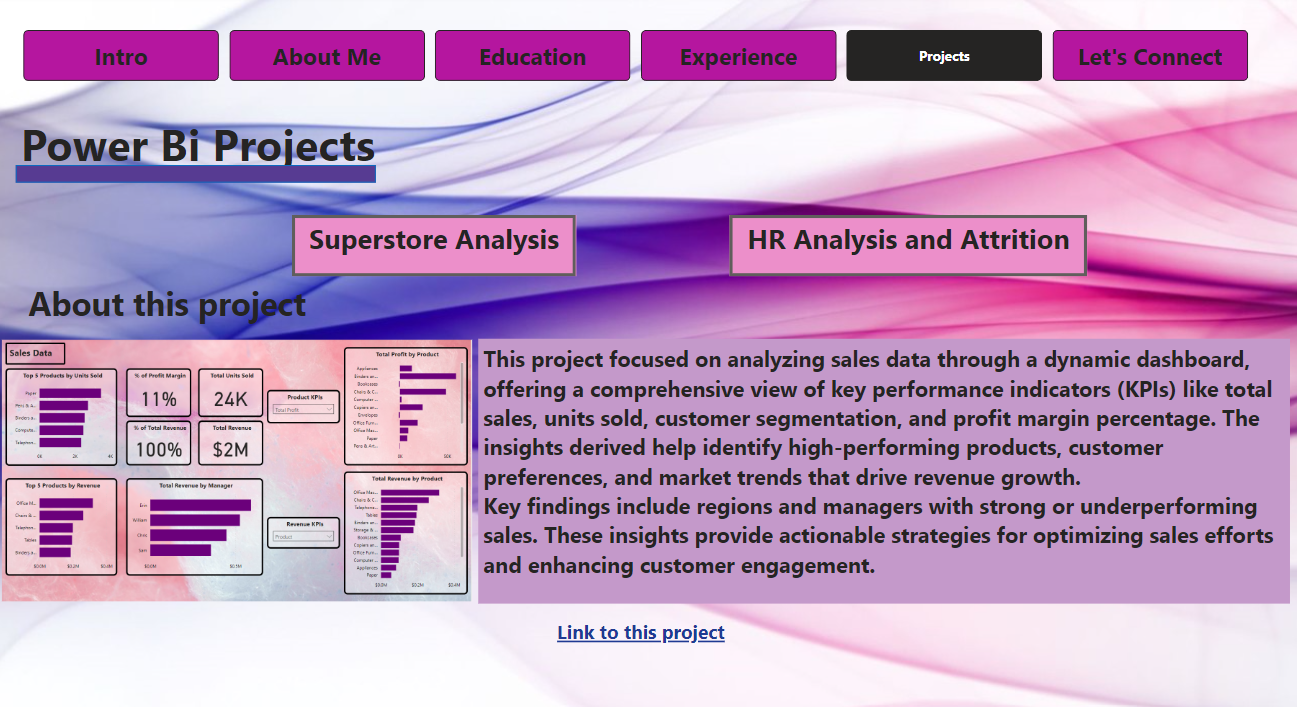 Intro
About Me
Education
Experience
Projects
Let's Connect
Power Bi Projects
Superstore Analysis
HR Analysis and Attrition
About this project
Sales Data
Top 5 Products by Units Sold
Paper
Pens & A...
Binders a...
Compute...
Telephon...
0K
2K
4K
% of Profit Margin
11%
Total Units Sold
24K
% of Total Revenue
100%
Total Revenue
$2M
Product KPIs
Total Profit
Total Profit by Product
Appliances
Binders an...
Bookcases
Chairs & C...
Computer ...
Copiers an...
Envelopes
Office Furn...
Office Mac...
Paper
Pens & Art...
0K
50K
Top 5 Products by Revenue
Office M...
Chairs & ...
Telephon...
Tables
Binders a...
$0.0M
$0.2M
$0.4M
Total Revenue by Manager
Erin
William
Chris
Sam
$0.0M
$0.5M
Revenue KPIs
Product
Total Revenue by Product
Office Mac...
Chairs & C...
Telephones...
Tables
Binders an...
Storage & ...
Bookcases
Copiers an...
Office Furn...
Computer ...
Appliances
Paper
$0.0M
$0.2M
$0.4M
This project focused on analyzing sales data through a dynamic dashboard,
offering a comprehensive view of key performance indicators (KPIs) like total
sales, units sold, customer segmentation, and profit margin percentage. The
insights derived help identify high-performing products, customer
preferences, and market trends that drive revenue growth.
Key findings include regions and managers with strong or underperforming
sales. These insights provide actionable strategies for optimizing sales efforts
and enhancing customer engagement.
Link to this project